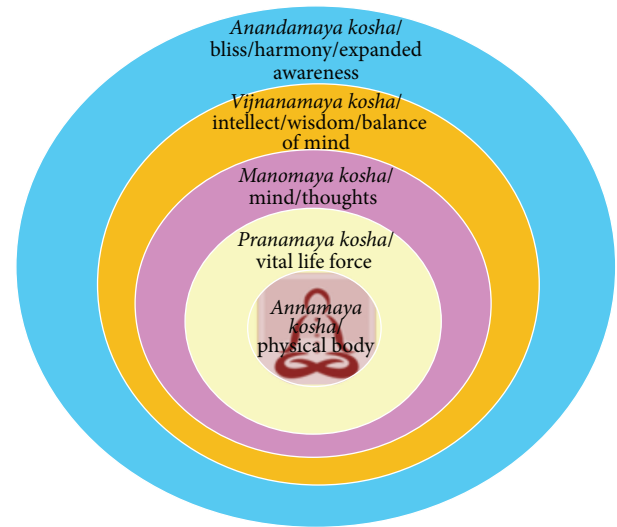 Anandamaya kosha/
bliss/harmony/expanded
awareness
Vijnanamaya kosha/
intellect/wisdom/balance
of mind
Manomaya kosha/
mind/thoughts
Pranamaya kosha/
vital life force
Annamaya
kosha/
physical body